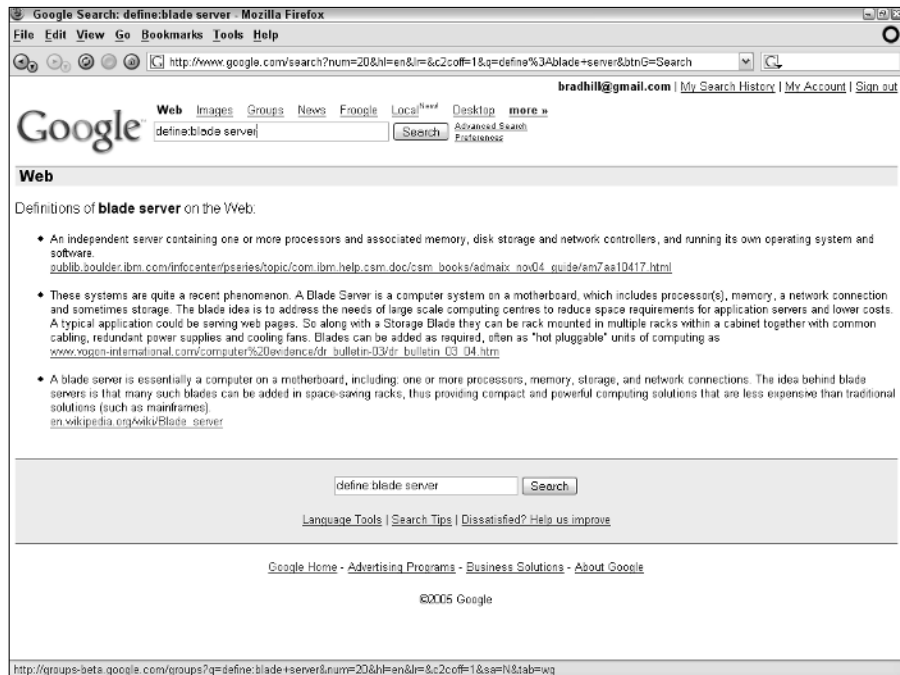 Google Search: define:blade server - Mozilla Firefox
File Edit View Go Bookmarks Tools Help
http://www.google.com/search?num=20&hl=en&lr=&c2coff=1&q=define%3Ablade+server&btnG=Search
bradhill@gmail.com | My Search History | My Account | Sign out
Web Images Groups News Froogle Local New! Desktop more »
Google
define:blade server Search Advanced Search
Preferences
Web
Definitions of blade server on the Web:
♦ An independent server containing one or more processors and associated memory, disk storage and network controllers, and running its own operating system and
software.
publib.boulder.ibm.com/infocenter/pseries/topic/com.ibm.help.csm.doc/csm_books/admaix_nov04_guide/am7aa10417.html
♦ These systems are quite a recent phenomenon. A Blade Server is a computer system on a motherboard, which includes processor(s), memory, a network connection
and sometimes storage. The blade idea is to address the needs of large scale computing centres to reduce space requirements for application servers and lower costs.
A typical application could be serving web pages. So along with a Storage Blade they can be rack mounted in multiple racks within a cabinet together with common
cabling, redundant power supplies and cooling fans. Blades can be added as required, often as "hot pluggable" units of computing as
www.vogon-international.com/computer%20evidence/dr_bulletin-03/dr_bulletin_03_04.htm
♦ A blade server is essentially a computer on a motherboard, including: one or more processors, memory, storage, and network connections. The idea behind blade
servers is that many such blades can be added in space-saving racks, thus providing compact and powerful computing solutions that are less expensive than traditional
solutions (such as mainframes).
en.wikipedia.org/wiki/Blade_server
define:blade server Search
Language Tools | Search Tips | Dissatisfied? Help us improve
Google Home - Advertising Programs - Business Solutions - About Google
©2005 Google
http://groups-beta.google.com/groups?q=define:blade+server&num=20&hl=en&lr=&c2coff=1&sa=N&tab=wg